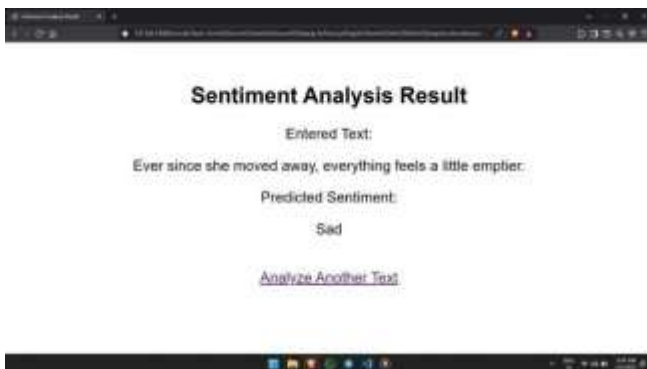 Sentiment Analysis Result
Entered Text:
Ever since she moved away, everything feels a little emptier.
Predicted Sentiment:
Sad
Analyze Another Text